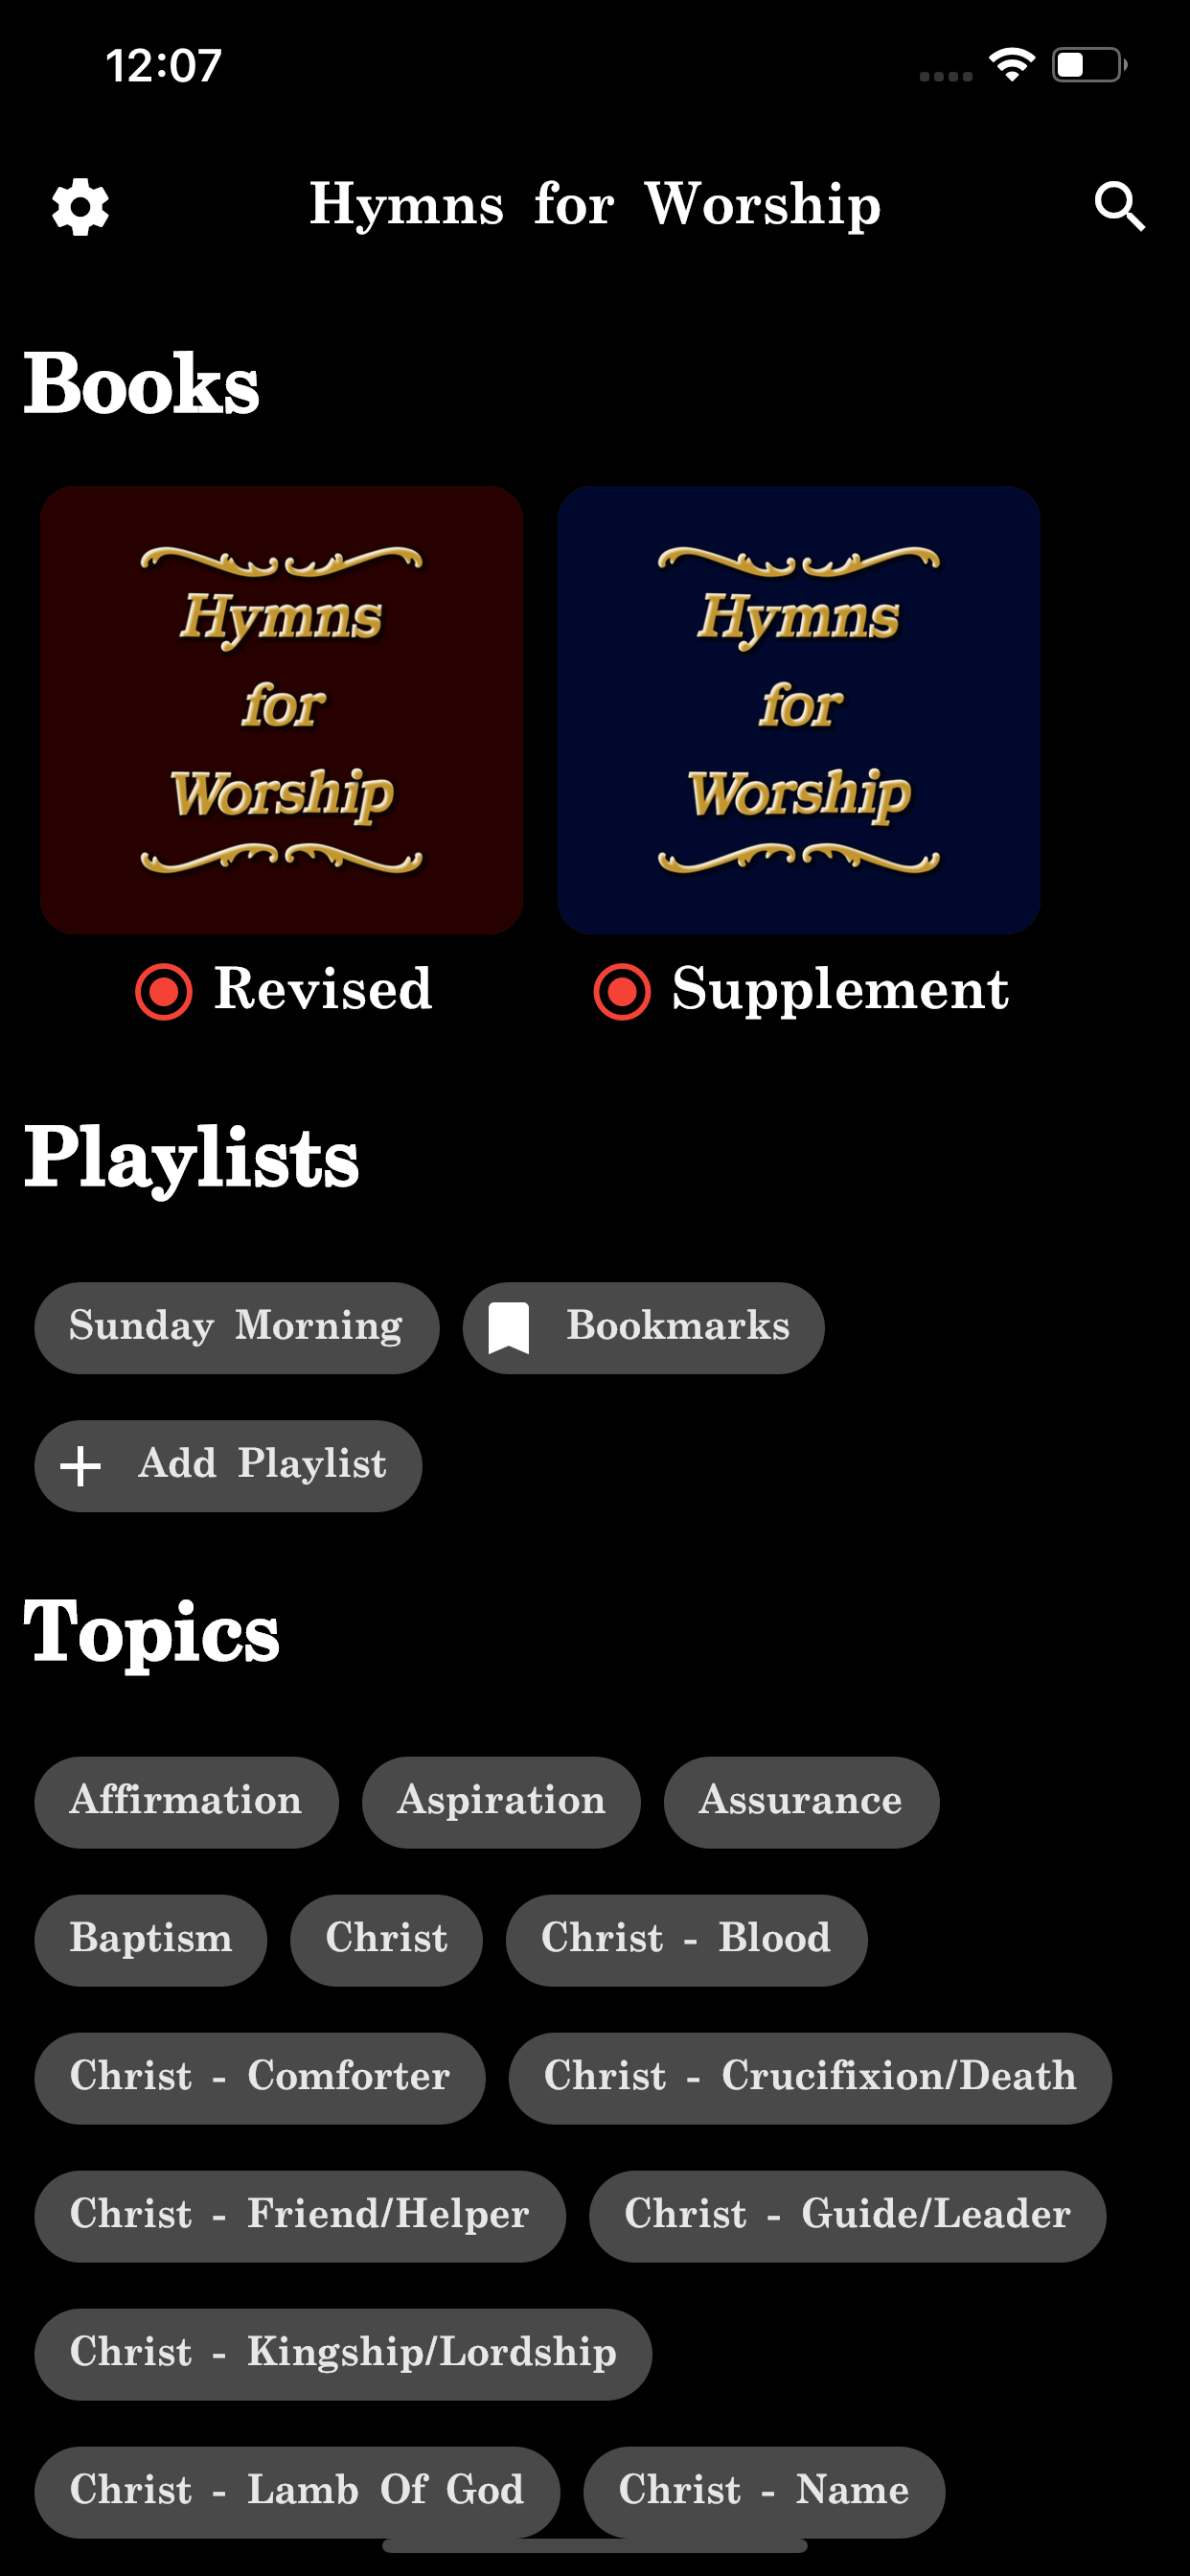 12:07
Hymns for Worship
Books
Hymns
for
Worship
Hymns
for
Worship
Revised
Supplement
Playlists
Sunday Morning
Bookmarks
Add Playlist
Topics
Affirmation
Aspiration
Assurance
Baptism
Christ
Christ - Blood
Christ - Comforter
Christ - Crucifixion/Death
Christ - Friend/Helper
Christ - Guide/Leader
Christ - Kingship/Lordship
Christ - Lamb Of God
Christ - Name